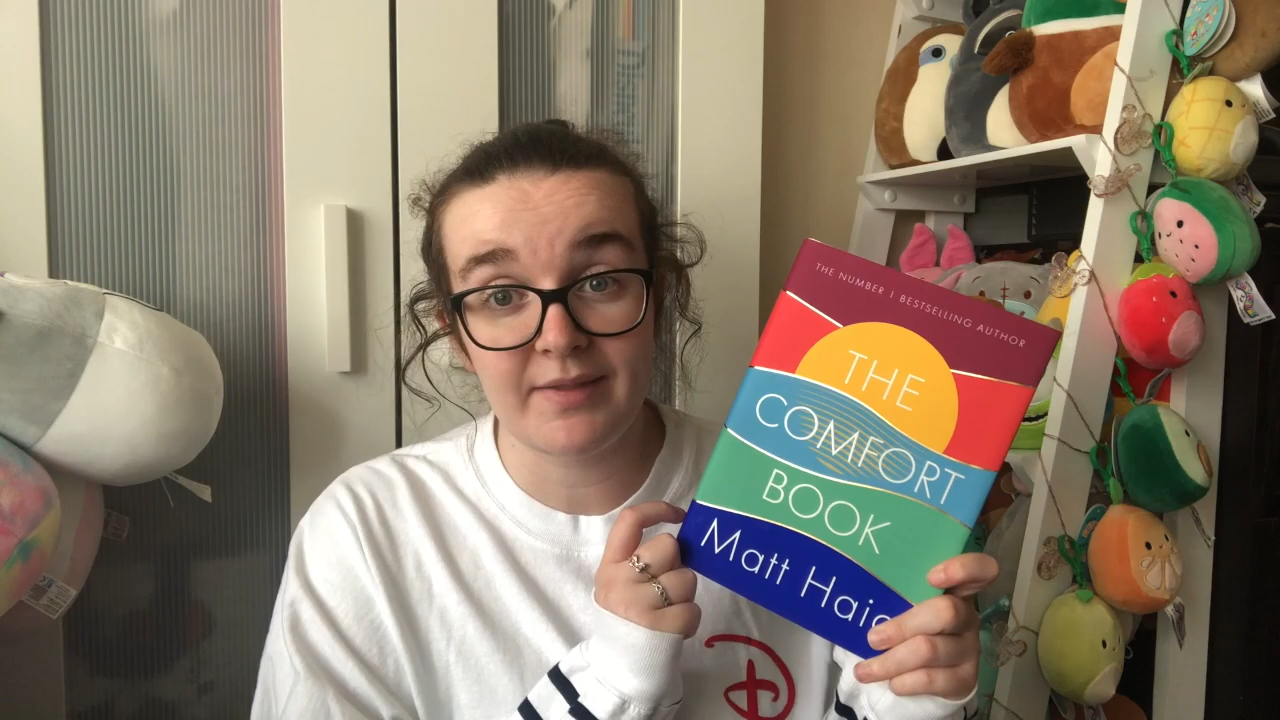 THE NUMBER 1 BESTSELLING AUTHOR
THE
COMFORT
BOOK
Matt Haig
D